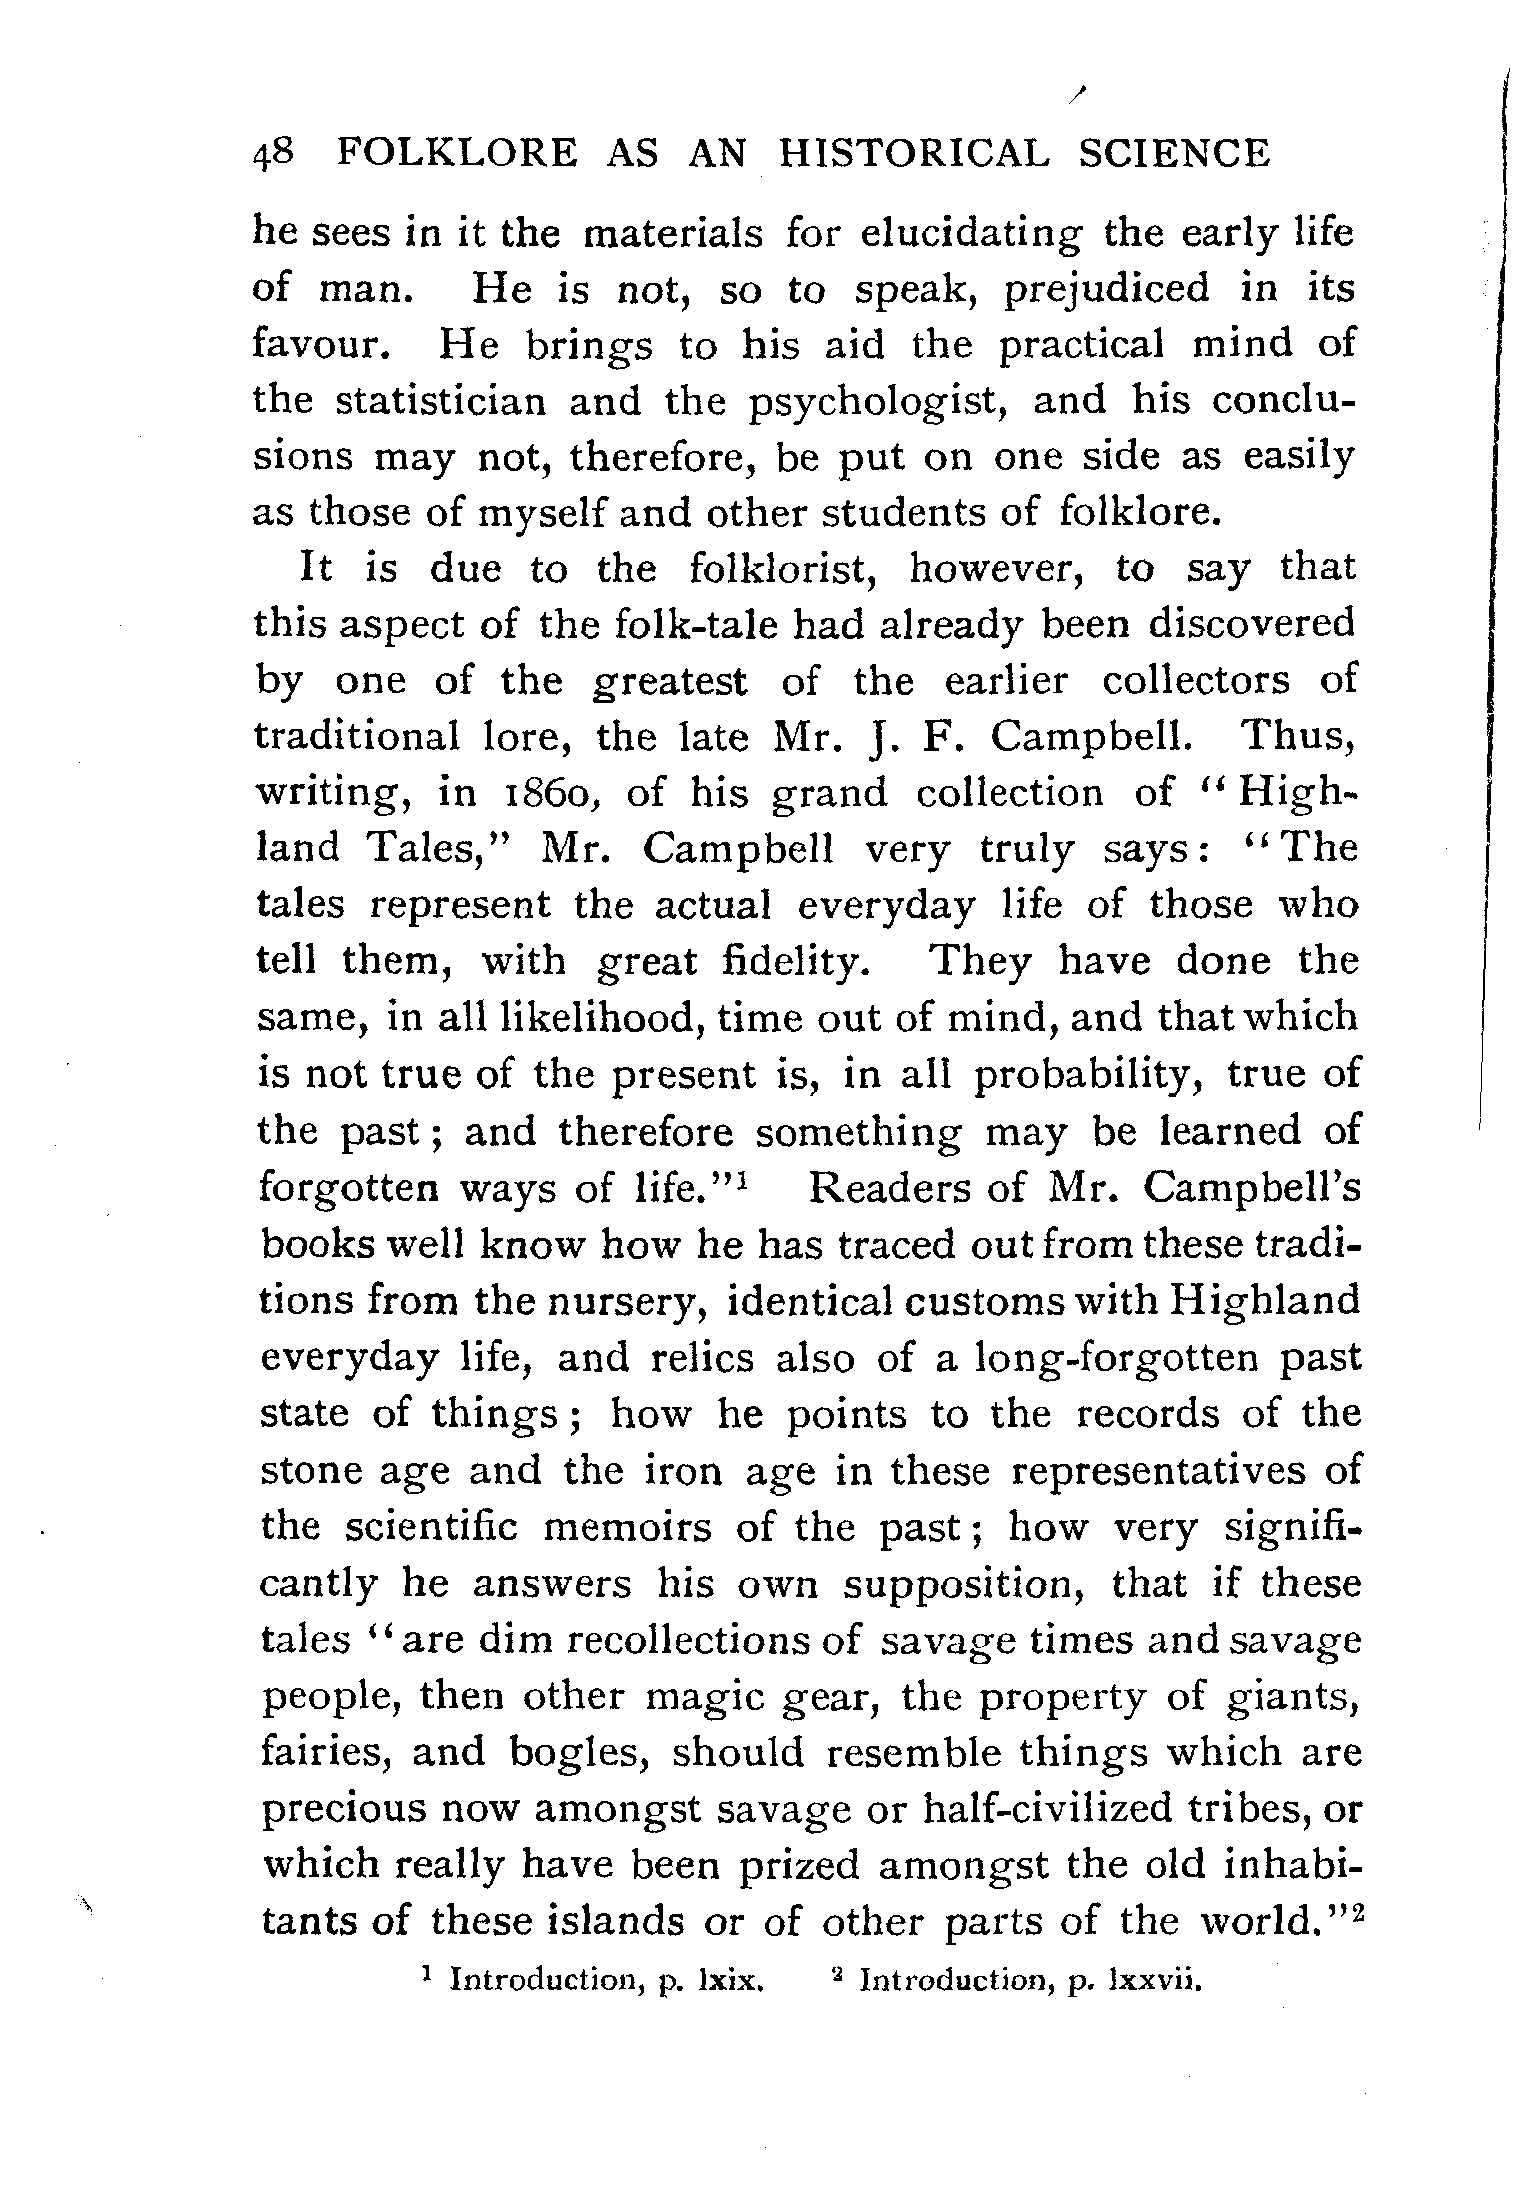 48 FOLKLORE AS AN HISTORICAL SCIENCE
he sees in it the materials for elucidating the early life
of man. He is not, so to speak, prejudiced in its
favour. He brings to his aid the practical mind of
the statistician and the psychologist, and his conclu-
sions may not, therefore, be put on one side as easily
as those of myself and other students of folklore.
It is due to the folklorist, however, to say that
this aspect of the folk-tale had already been discovered
by one of the greatest of the earlier collectors of
traditional lore, the late Mr. J. F. Campbell. Thus,
writing, in 1860, of his grand collection of “High-
land Tales,” Mr. Campbell very truly says: “The
tales represent the actual everyday life of those who
tell them, with great fidelity. They have done the
same, in all likelihood, time out of mind, and that which
is not true of the present is, in all probability, true of
the past; and therefore something may be learned of
forgotten ways of life.”¹ Readers of Mr. Campbell’s
books well know how he has traced out from these tradi-
tions from the nursery, identical customs with Highland
everyday life, and relics also of a long-forgotten past
state of things; how he points to the records of the
stone age and the iron age in these representatives of
the scientific memoirs of the past; how very signifi-
cantly he answers his own supposition, that if these
tales “are dim recollections of savage times and savage
people, then other magic gear, the property of giants,
fairies, and bogles, should resemble things which are
precious now amongst savage or half-civilized tribes, or
which really have been prized amongst the old inhabi-
tants of these islands or of other parts of the world.”²
¹ Introduction, p. lxix. ² Introduction, p. lxxvii.